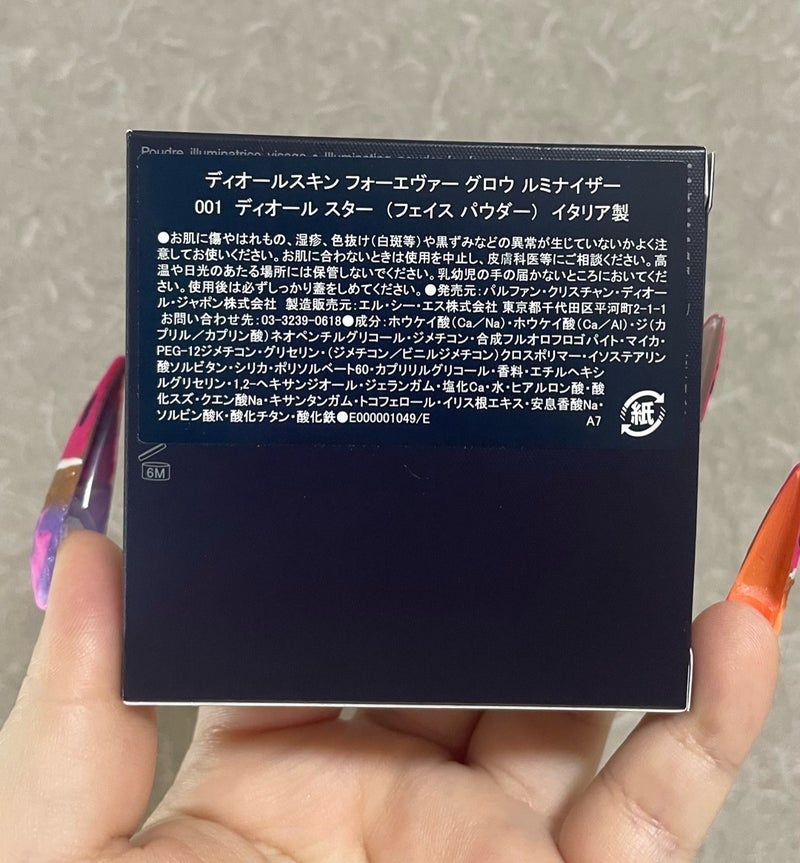 Poudre illuminatrice visage • Illuminating powder
ディオールスキン フォーエヴァー グロウ ルミナイザー
001 ディオール スター (フェイス パウダー) イタリア製
●お肌に傷やはれもの、湿疹、色抜け(白斑等)や黒ずみなどの異常が生じていないかよく注
意してお使いください。お肌に合わないときは使用を中止し、皮膚科医等にご相談ください。高
温や日光のあたる場所には保管しないでください。乳幼児の手の届かないところにおいてくだ
さい。使用後は必ずしっかり蓋をしめてください。●発売元:パルファン・クリスチャン・ディオー
ル・ジャポン株式会社 製造販売元:エル・シー・エス株式会社 東京都千代田区平河町2-1-1
お問い合わせ先:03-3239-0618●成分:ホウケイ酸(Ca/Na)・ホウケイ酸(Ca/Al)・ジ(カ
プリル/カプリン酸)ネオペンチルグリコール・ジメチコン・合成フルオロフロゴパイト・マイカ・
PEG-12ジメチコン・グリセリン・(ジメチコン/ビニルジメチコン)クロスポリマー・イソステアリン
酸ソルビタン・シリカ・ポリソルベート60・カプリリルグリコール・香料・エチルヘキシ
ルグリセリン・1,2-ヘキサンジオール・ジェランガム・塩化Ca・水・ヒアルロン酸・酸
化スズ・クエン酸Na・キサンタンガム・トコフェロール・イリス根エキス・安息香酸Na・
ソルビン酸K・酸化チタン・酸化鉄●E000001049/E
A7
紙
6M